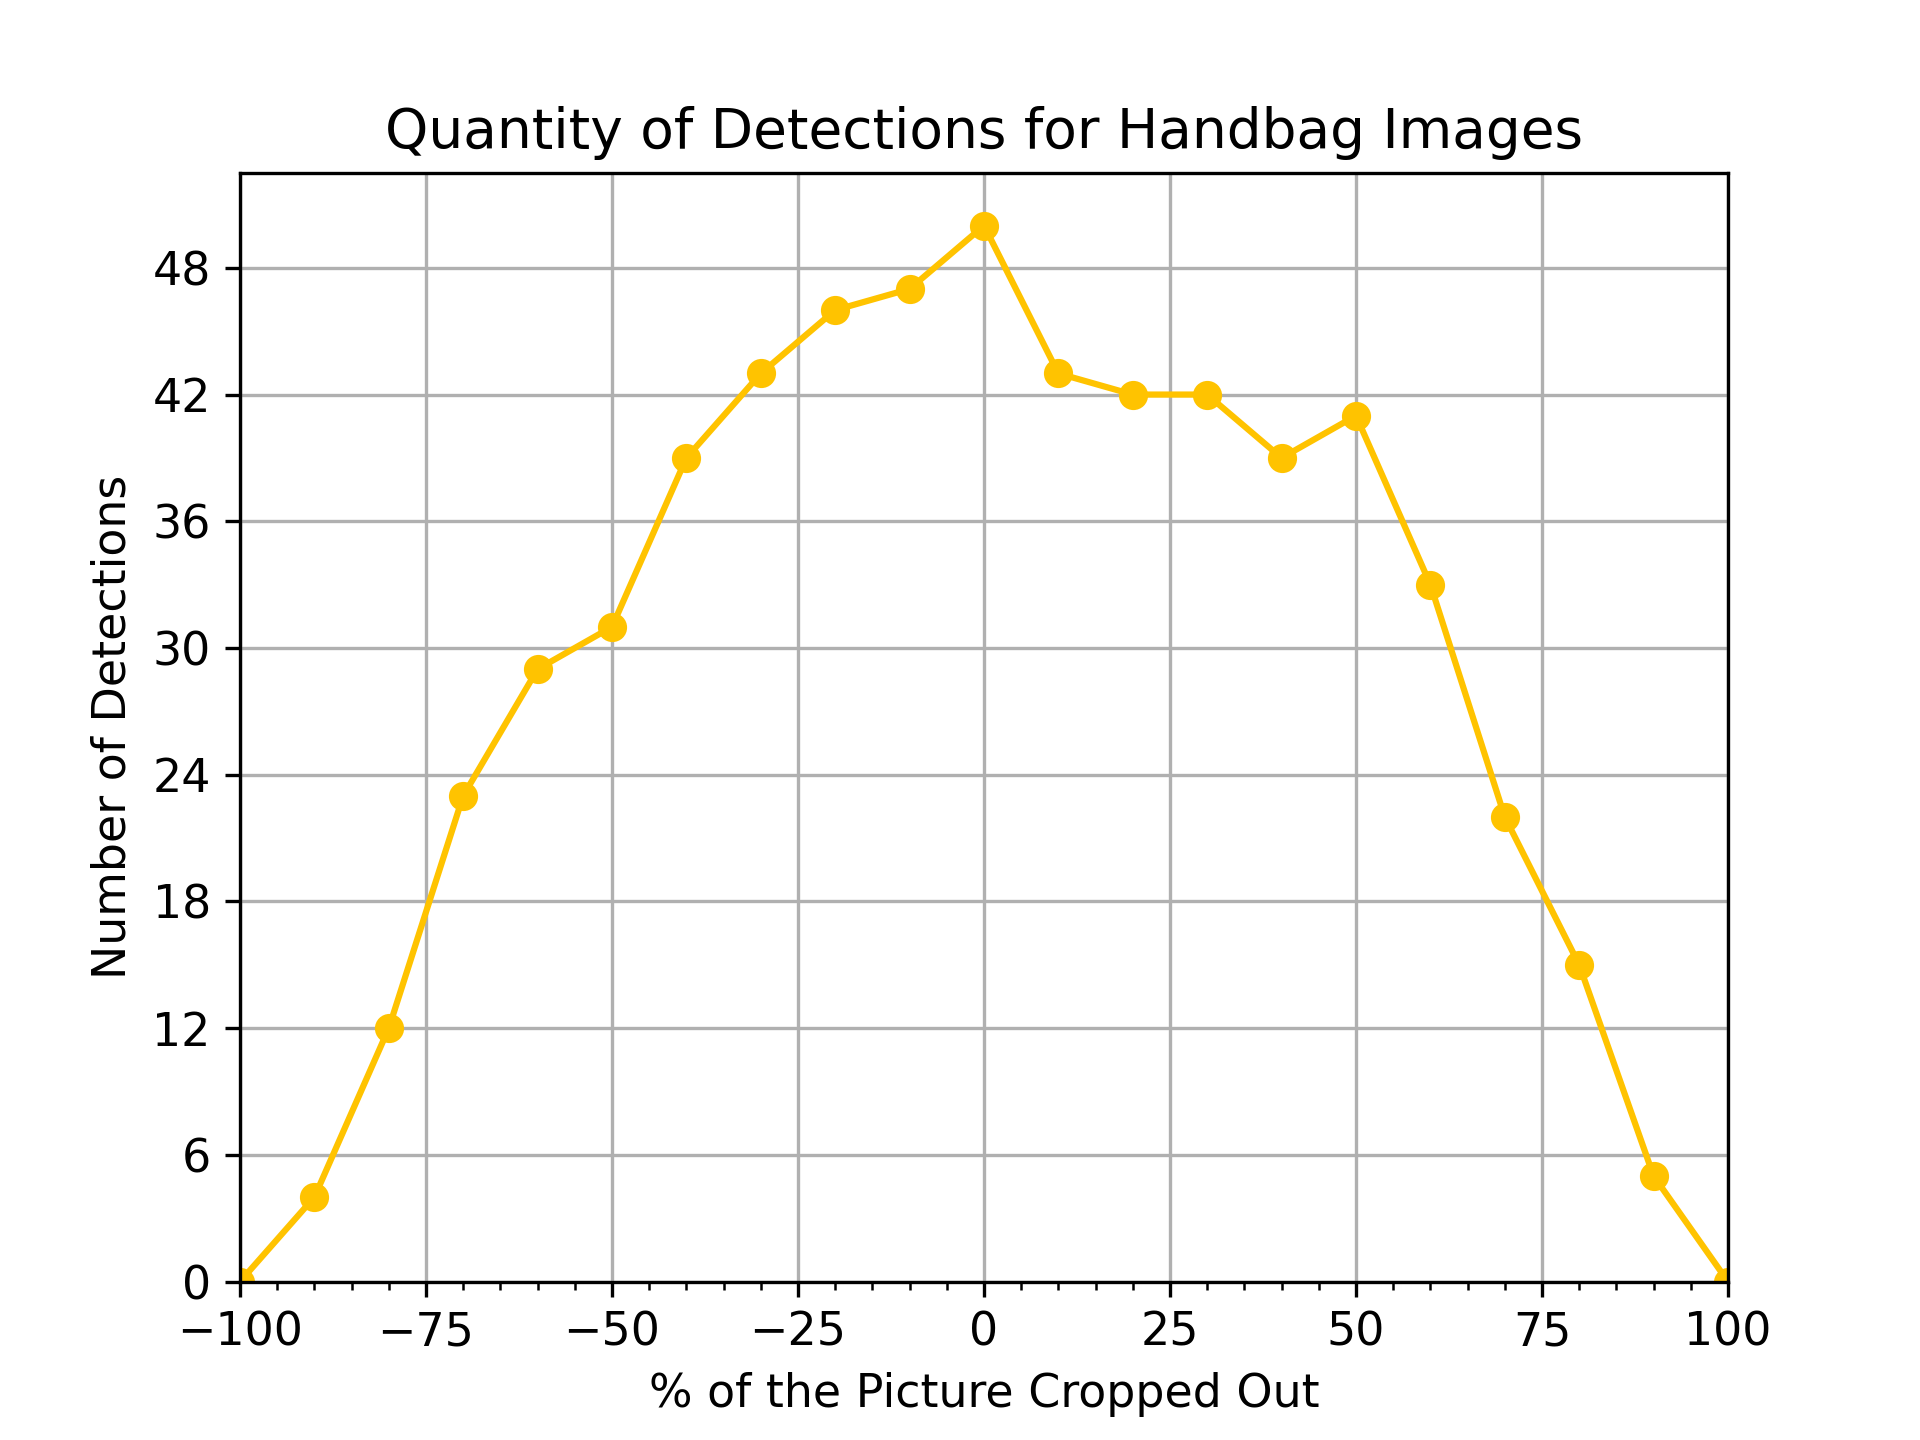 Quantity of Detections for Handbag Images
Number of Detections
48
42
36
30
24
18
12
6
0
−100 −75 −50 −25 0 25 50 75 100
% of the Picture Cropped Out